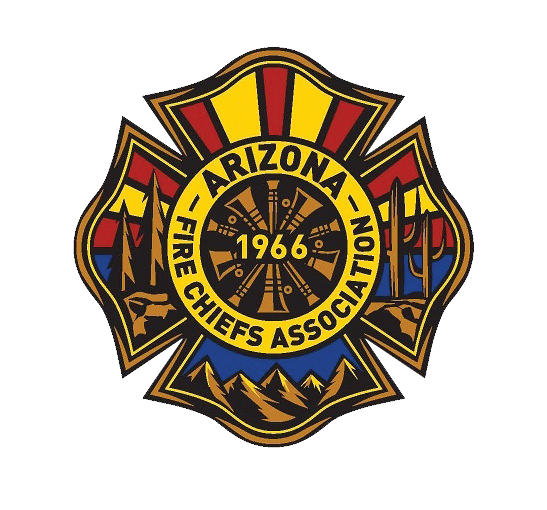 ARIZONA
FIRE CHIEFS ASSOCIATION
1966